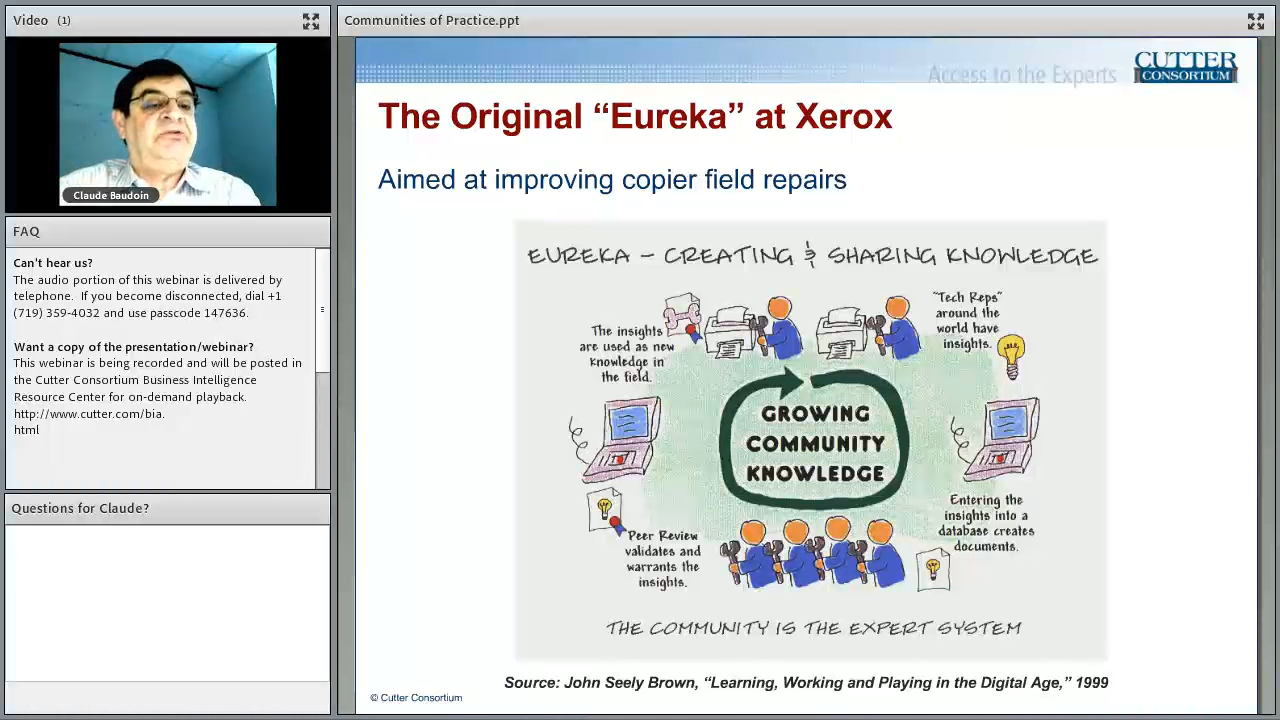 Video (1)
Claude Baudoin
FAQ
Can't hear us?
The audio portion of this webinar is delivered by
telephone. If you become disconnected, dial +1
(719) 359-4032 and use passcode 147636.
Want a copy of the presentation/webinar?
This webinar is being recorded and will be posted in
the Cutter Consortium Business Intelligence
Resource Center for on-demand playback.
http://www.cutter.com/bia.
html
Questions for Claude?
Communities of Practice.ppt
Access to the Experts
CUTTER
CONSORTIUM
The Original “Eureka” at Xerox
Aimed at improving copier field repairs
EUREKA – CREATING & SHARING KNOWLEDGE
The insights
are used as new
knowledge in
the field.
"Tech Reps"
around the
world have
insights.
GROWING
COMMUNITY
KNOWLEDGE
Entering the
insights into a
database creates
documents.
Peer Review
validates and
warrants the
insights.
THE COMMUNITY IS THE EXPERT SYSTEM
Source: John Seely Brown, “Learning, Working and Playing in the Digital Age,” 1999
© Cutter Consortium